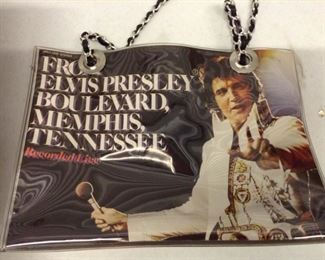 FROM
ELVIS PRESLEY
BOULEVARD,
MEMPHIS,
TENNESSEE
Recorded Live